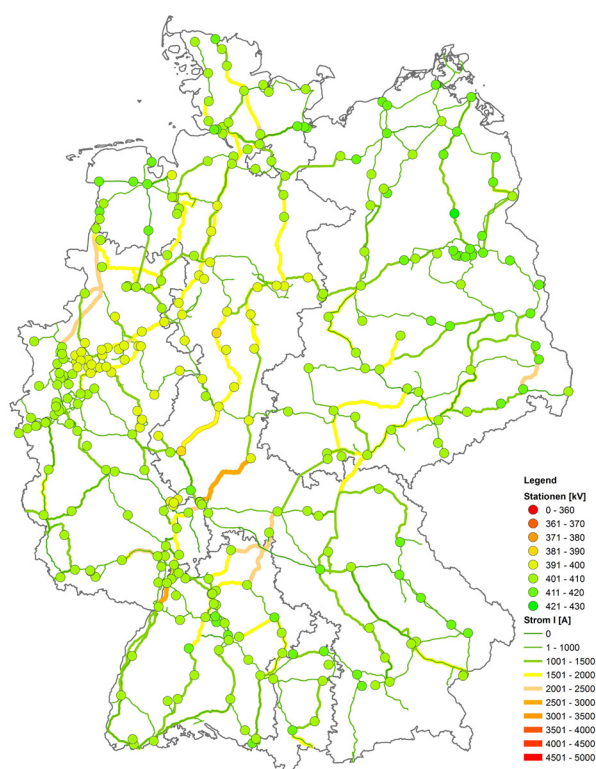 Legend
Stationen [kV]
0 - 360
361 - 370
371 - 380
381 - 390
391 - 400
401 - 410
411 - 420
421 - 430
Strom I [A]
0
1 - 1000
1001 - 1500
1501 - 2000
2001 - 2500
2501 - 3000
3001 - 3500
3501 - 4000
4001 - 4500
4501 - 5000